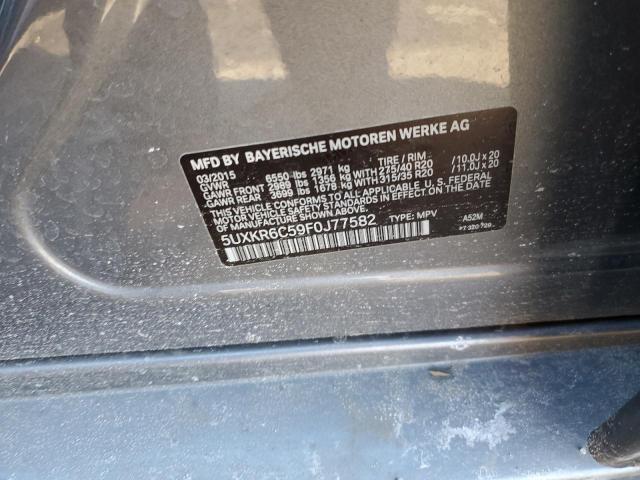 MFD BY BAYERISCHE MOTOREN WERKE AG
03/2015 6550 lbs 2971 kg TIRE / RIM
GVWR
GAWR FRONT 2989 lbs 1356 kg WITH 275/40 R20 /10.0J x 20
GAWR REAR 3699 lbs 1678 kg WITH 315/35 R20 /11.0J x 20
MOTOR VEHICLE CONFORMS TO ALL APPLICABLE FEDERAL
VEHICLE SAFETY STANDARDS IN EFFECT ON THE DATE
OF MANUFACTURE SHOWN ABOVE.
5UXKR6C59F0J77582 TYPE: MPV A52M